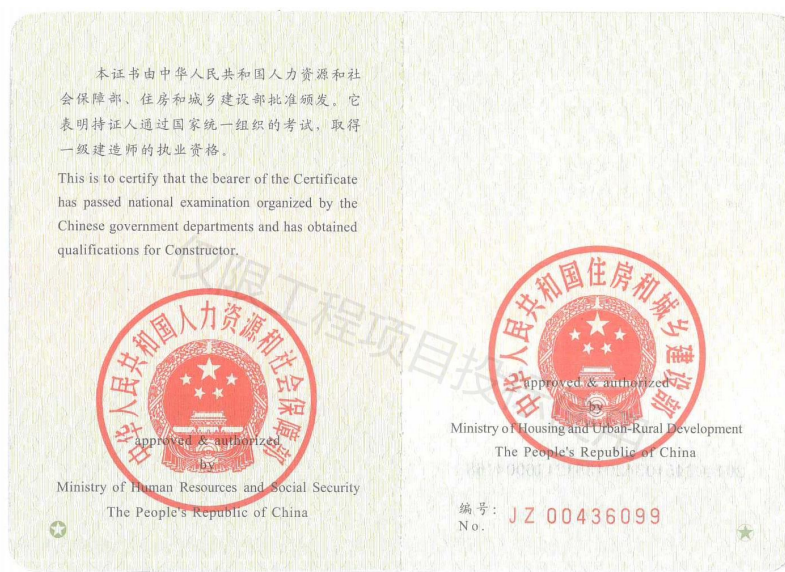 本证书由中华人民共和国人力资源和社
会保障部、住房和城乡建设部批准颁发。它
表明持证人通过国家统一组织的考试，取得
一级建造师的执业资格。
This is to certify that the bearer of the Certificate
has passed national examination organized by the
Chinese government departments and has obtained
qualifications for Constructor.
中华人民共和国人力资源和社会保障部
approved & authorized
by
Ministry of Human Resources and Social Security
The People's Republic of China
中华人民共和国住房和城乡建设部
approved & authorized
by
Ministry of Housing and Urban-Rural Development
The People's Republic of China
编号：
No.
JZ 00436099
仅限工程项目投
用